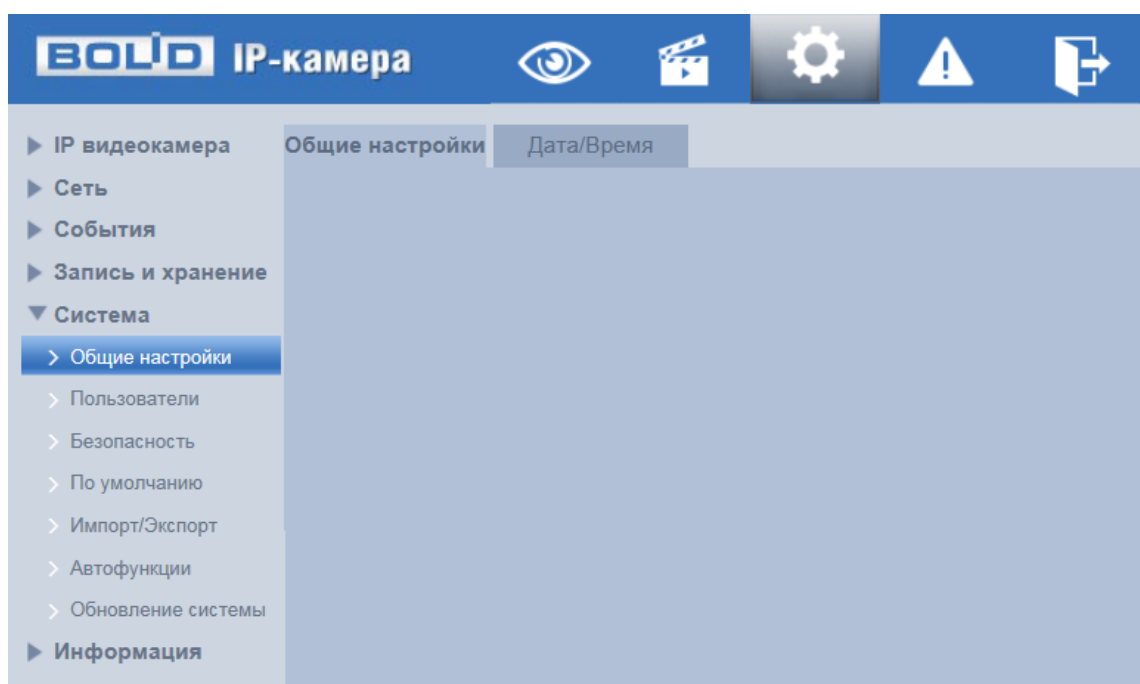 BOLID IP-камера
IP видеокамера
Общие настройки Дата/Время
Сеть
События
Запись и хранение
Система
Общие настройки
Пользователи
Безопасность
По умолчанию
Импорт/Экспорт
Автофункции
Обновление системы
Информация